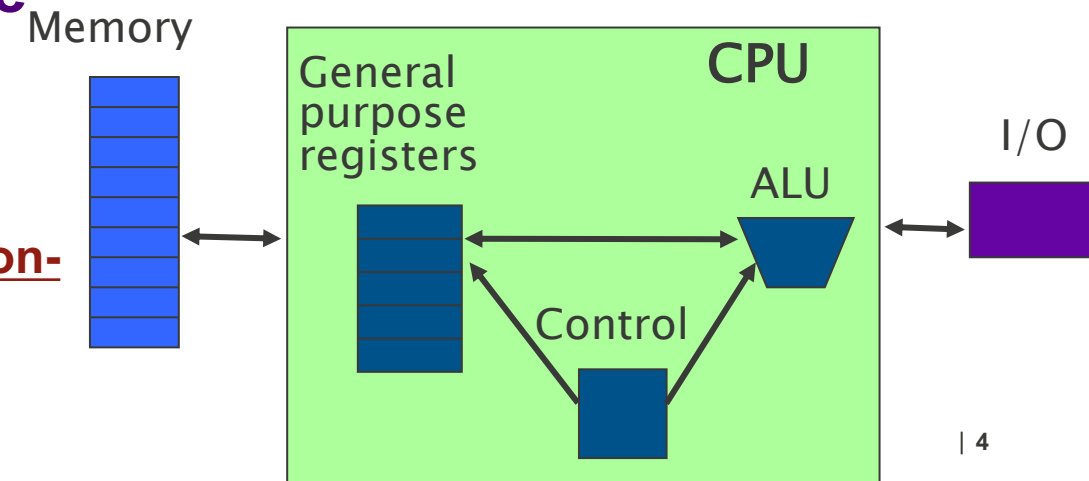 Memory
CPU
General
purpose
registers
I/O
ALU
on-
Control
| 4